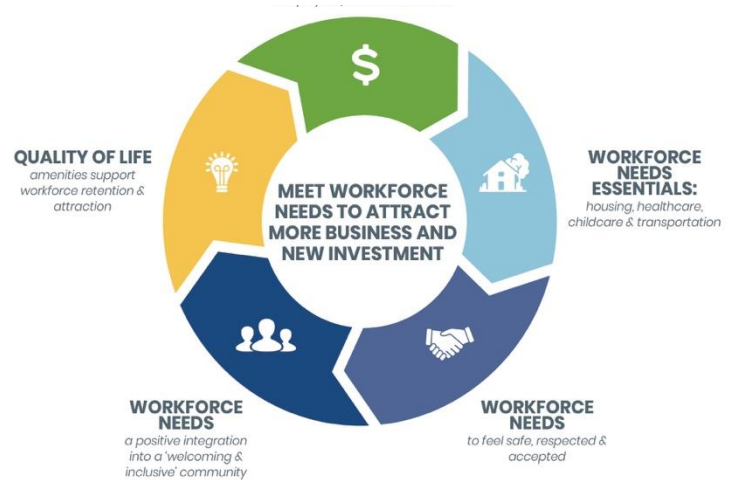 $
QUALITY OF LIFE
amenities support
workforce retention &
attraction
MEET WORKFORCE
NEEDS TO ATTRACT
MORE BUSINESS AND
NEW INVESTMENT
WORKFORCE
NEEDS
ESSENTIALS:
housing, healthcare,
childcare & transportation
WORKFORCE
NEEDS
a positive integration
into a ‘welcoming &
inclusive’ community
WORKFORCE
NEEDS
to feel safe, respected &
accepted